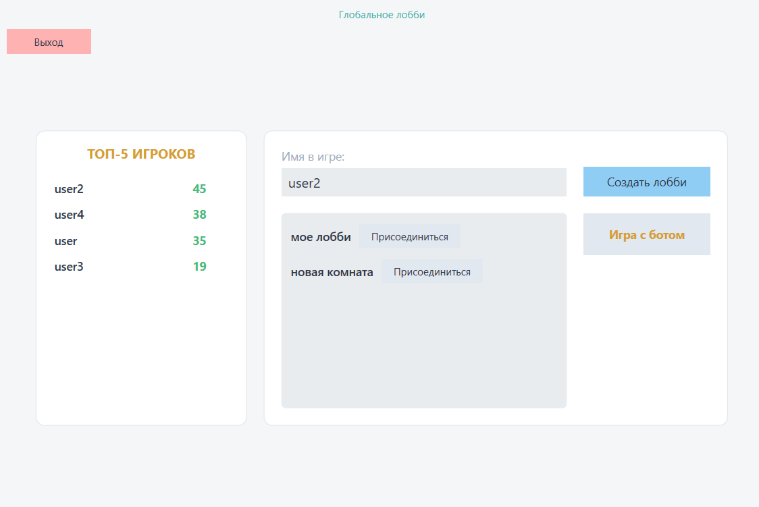 Глобальное лобби
Выход
ТОП-5 ИГРОКОВ
user2 45
user4 38
user 35
user3 19
Имя в игре:
user2
Создать лобби
мое лобби Присоединиться
новая комната Присоединиться
Игра с ботом